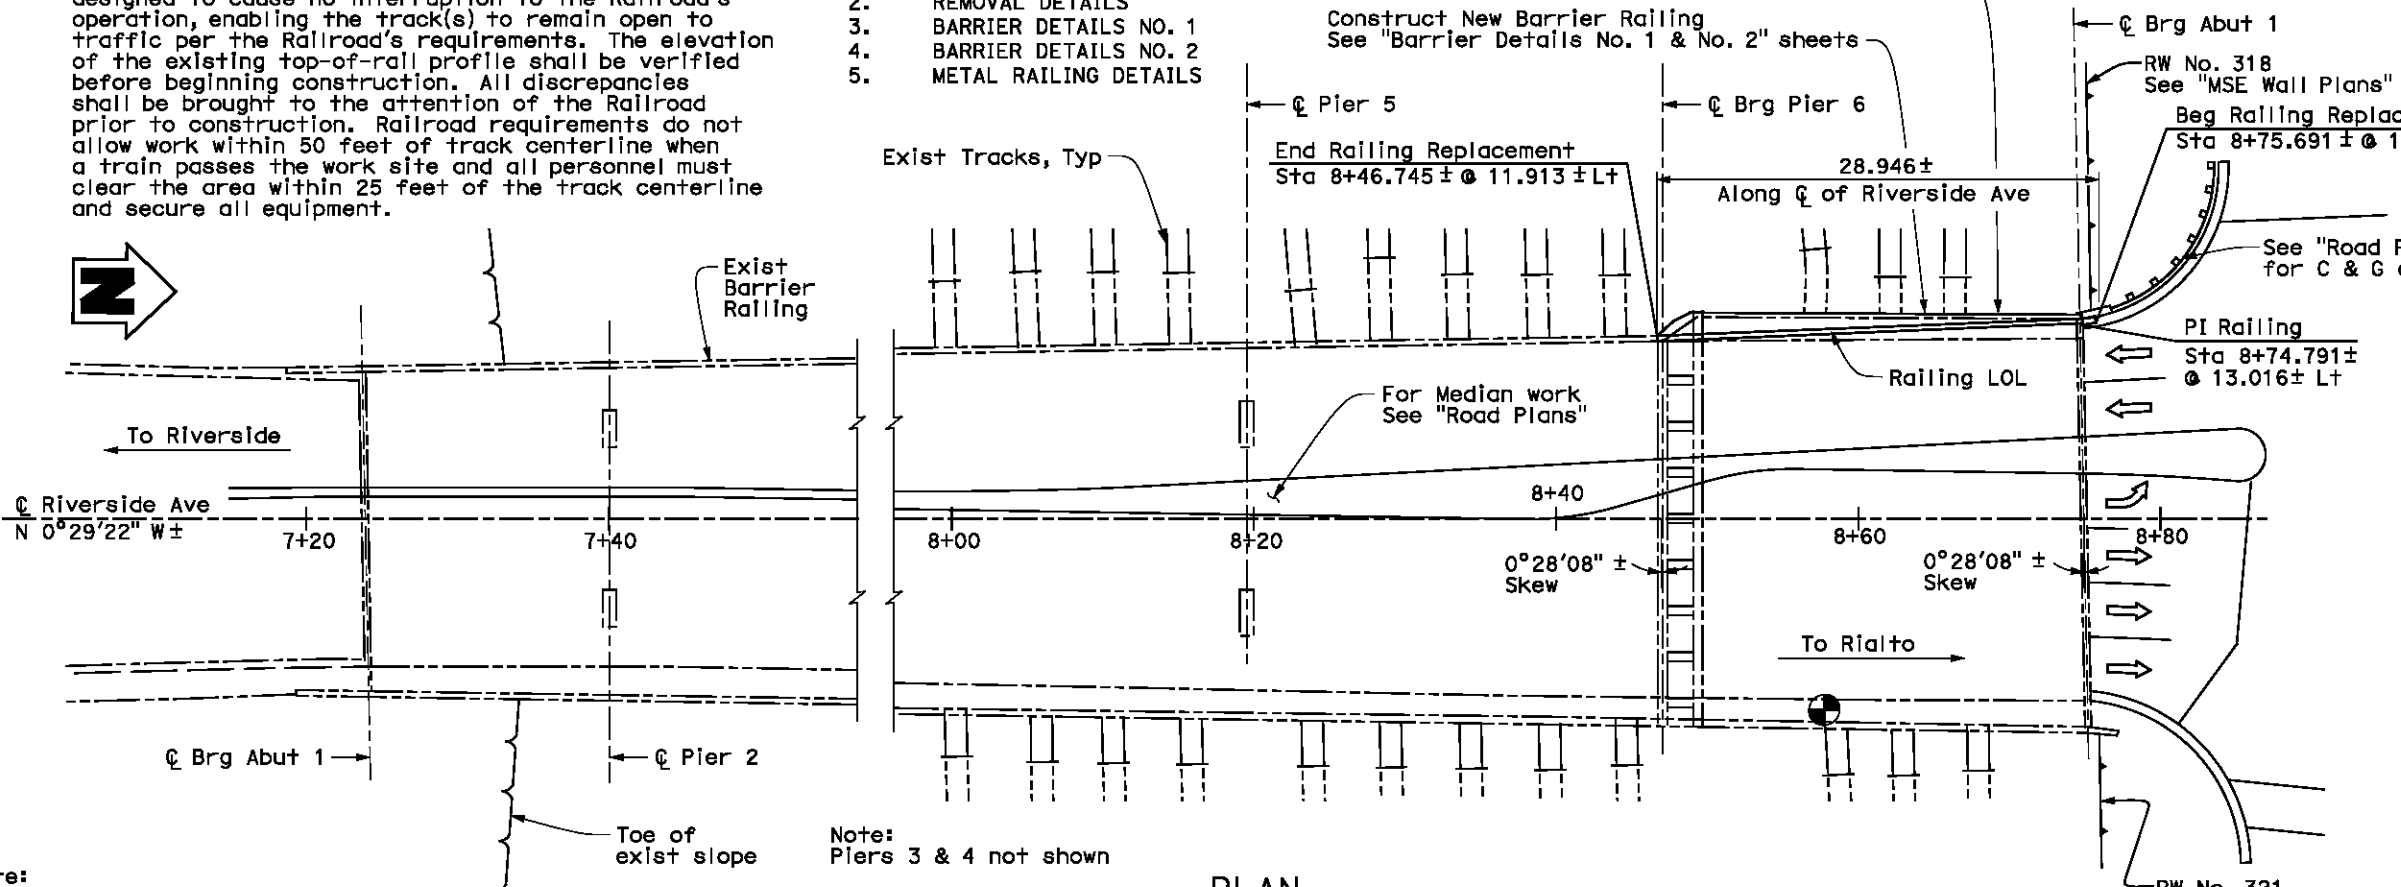 designed to cause no interruption to the Railroad's
operation, enabling the track(s) to remain open to
traffic per the Railroad's requirements. The elevation
of the existing top-of-rail profile shall be verified
before beginning construction. All discrepancies
shall be brought to the attention of the Railroad
prior to construction. Railroad requirements do not
allow work within 50 feet of track centerline when
a train passes the work site and all personnel must
clear the area within 25 feet of the track centerline
and secure all equipment.
2. REMOVAL DETAILS
3. BARRIER DETAILS NO. 1
4. BARRIER DETAILS NO. 2
5. METAL RAILING DETAILS
Construct New Barrier Railing
See "Barrier Details No. 1 & No. 2" sheets
℄ Brg Abut 1
RW No. 318
See "MSE Wall Plans"
Beg Railing Replac
Sta 8+75.691 ± @ 1
℄ Pier 5
℄ Brg Pier 6
Exist Tracks, Typ
End Railing Replacement
Sta 8+46.745 ± @ 11.913 ± Lt
28.946±
Along ℄ of Riverside Ave
N
Exist
Barrier
Railing
See "Road P
for C & G
PI Railing
Sta 8+74.791±
@ 13.016± Lt
Railing LOL
For Median work
See "Road Plans"
To Riverside
℄ Riverside Ave
N 0°29'22" W ±
7+20
7+40
8+00
8+20
8+40
8+60
8+80
0°28'08" ±
Skew
0°28'08" ±
Skew
To Rialto
℄ Brg Abut 1
℄ Pier 2
Toe of
exist slope
Note:
Piers 3 & 4 not shown
te:
PLAN
RW No. 321